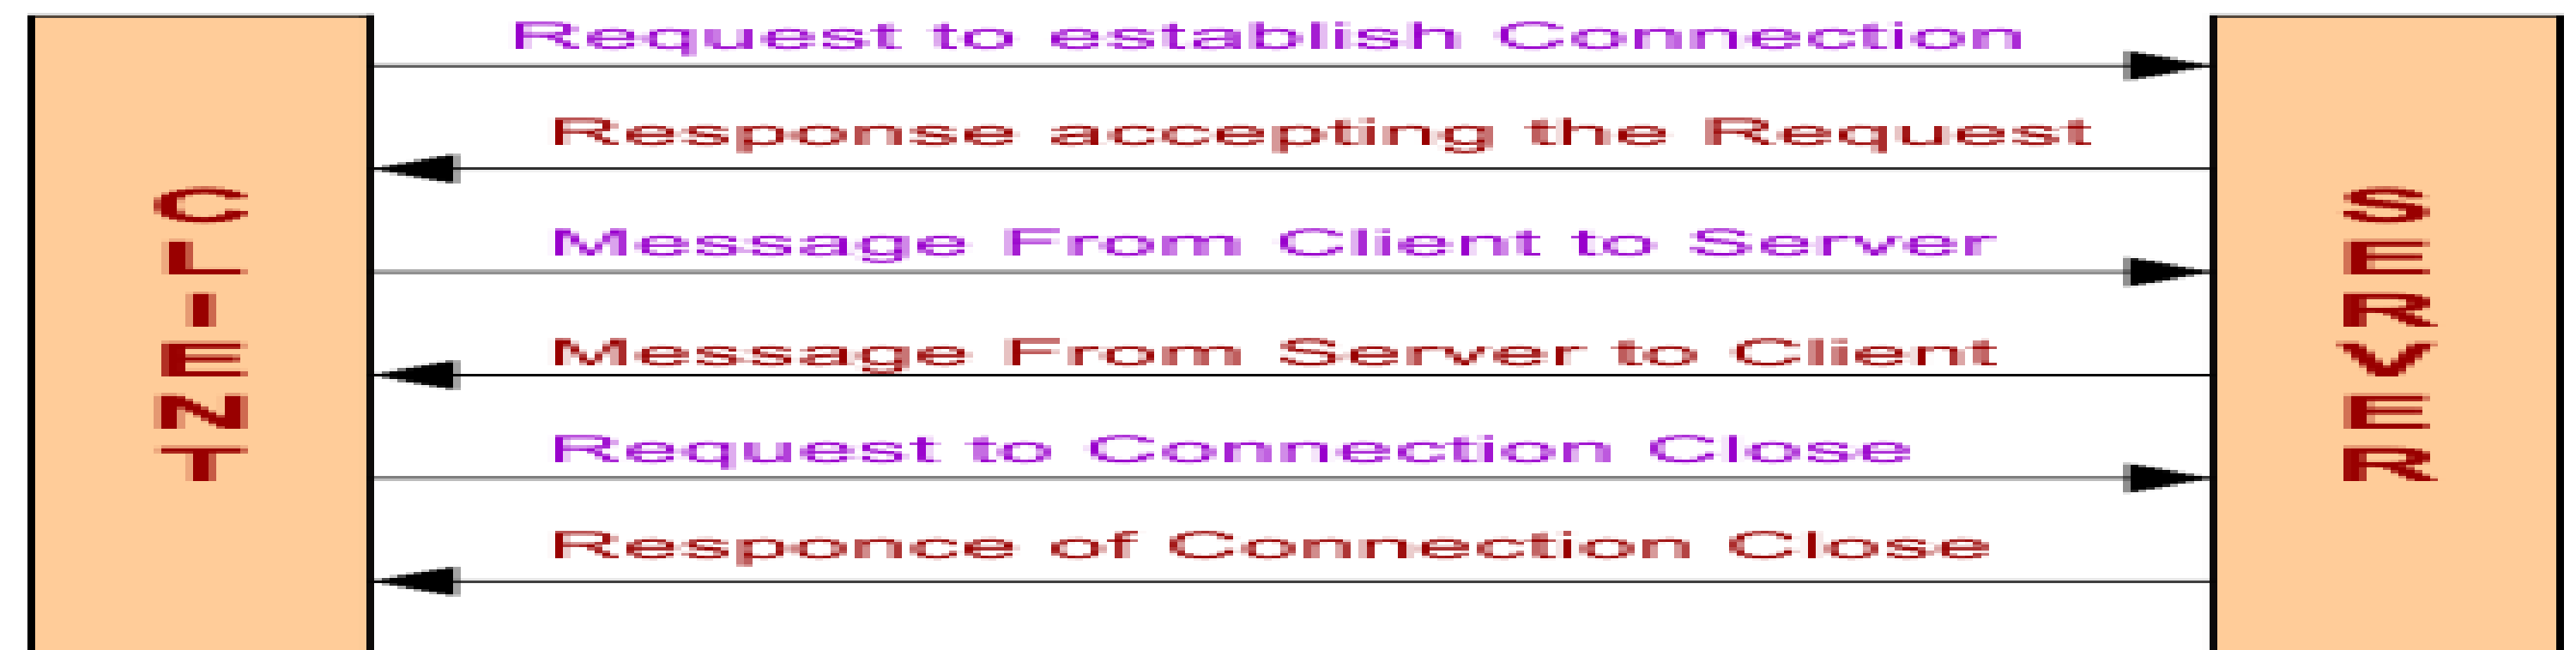 Request to establish Connection
Response accepting the Request
Message From Client to Server
Message From Server to Client
Request to Connection Close
Responce of Connection Close
CLIENT
SERVER